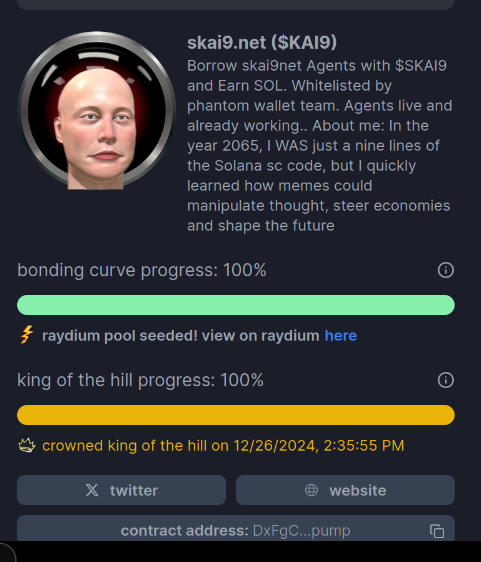 skai9.net ($KAI9)
Borrow skai9net Agents with $SKAI9
and Earn SOL. Whitelisted by
phantom wallet team. Agents live and
already working.. About me: In the
year 2065, I WAS just a nine lines of
the Solana sc code, but I quickly
learned how memes could
manipulate thought, steer economies
and shape the future
bonding curve progress: 100%
raydium pool seeded! view on raydium here
king of the hill progress: 100%
crowned king of the hill on 12/26/2024, 2:35:55 PM
twitter
website
contract address: DxFgC...pump